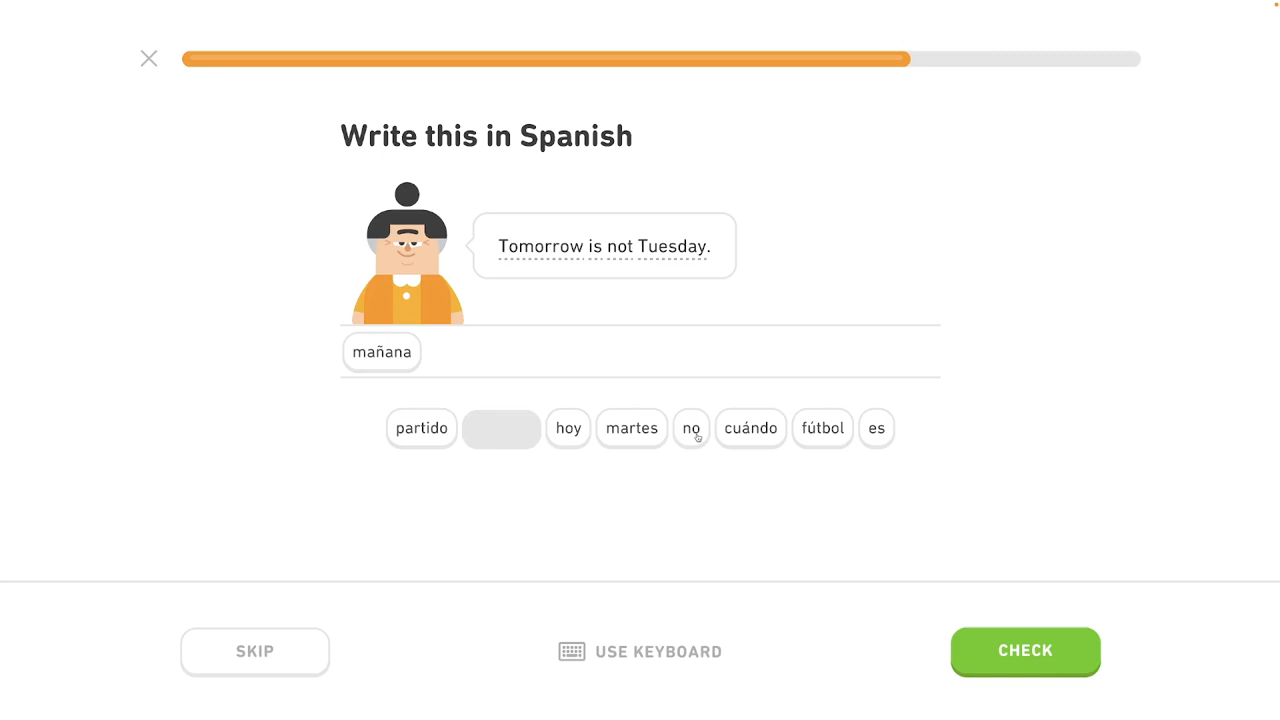 Write this in Spanish
Tomorrow is not Tuesday.
mañana
partido hoy martes no cuándo fútbol es
SKIP USE KEYBOARD CHECK